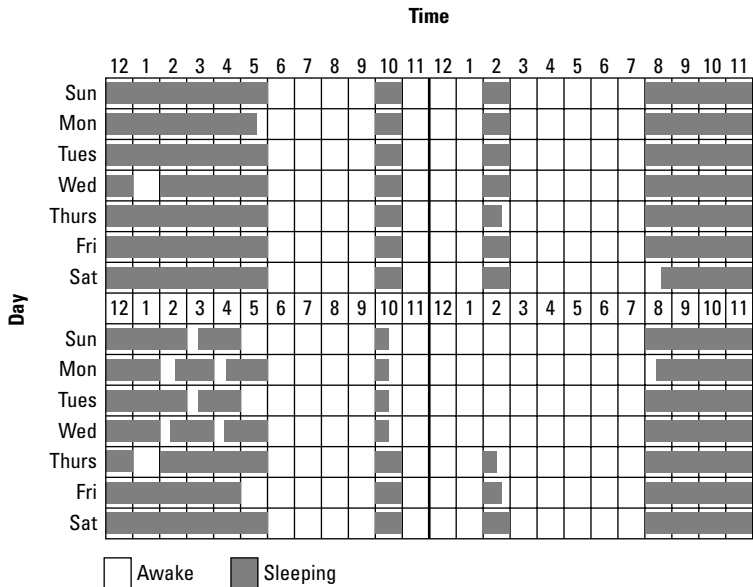 Time
12 1 2 3 4 5 6 7 8 9 10 11 12 1 2 3 4 5 6 7 8 9 10 11
Sun
Mon
Tues
Wed
Thurs
Fri
Sat
Day
12 1 2 3 4 5 6 7 8 9 10 11 12 1 2 3 4 5 6 7 8 9 10 11
Sun
Mon
Tues
Wed
Thurs
Fri
Sat
Awake Sleeping